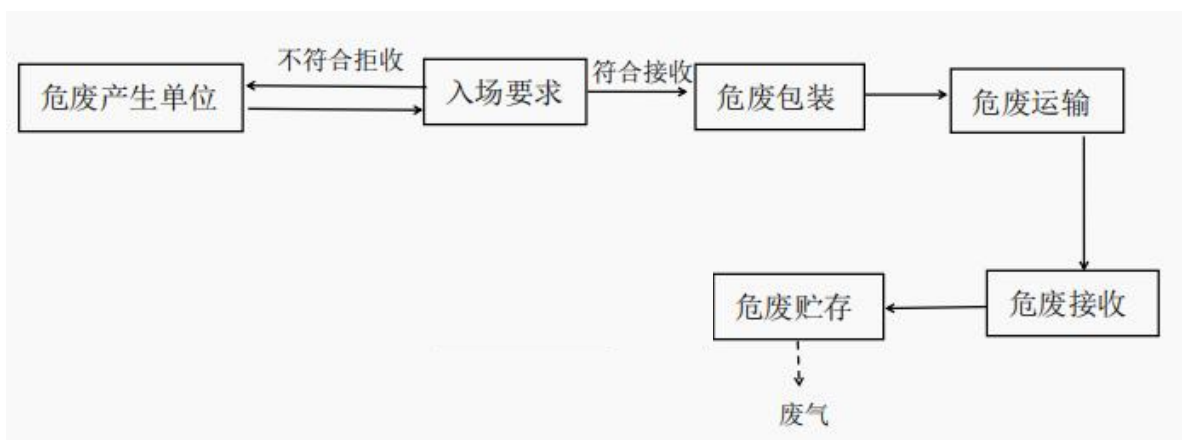 不符合拒收
危废产生单位
入场要求
符合接收
危废包装
危废运输
危废接收
危废贮存
废气